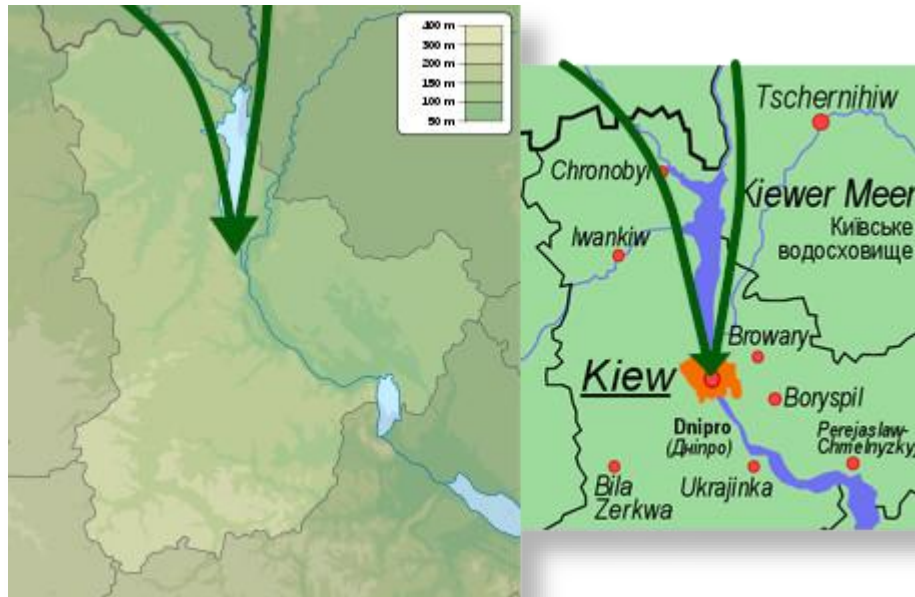 400 m
300 m
200 m
150 m
100 m
50 m
Tschernihiw
Chronobyl
Kiewer Meer
Київське
водосховище
Iwankiw
Browary
Kiew
Boryspil
Dnipro
(Дніпро)
Perejaslaw-
Chmelnyzky
Bila
Zerkwa
Ukrajinka